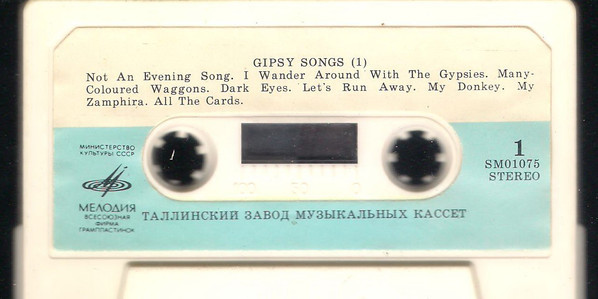 GIPSY SONGS (1)
Not An Evening Song. I Wander Around With The Gypsies. Many-
Coloured Waggons. Dark Eyes. Let's Run Away. My Donkey. My
Zamphira. All The Cards.
МИНИСТЕРСТВО
КУЛЬТУРЫ СССР
МЕЛОДИЯ
ВСЕСОЮЗНАЯ
ФИРМА
ГРАМПЛАСТИНОК
1
SM01075
STEREO
100 50 0
ТАЛЛИНСКИЙ ЗАВОД МУЗЫКАЛЬНЫХ КАССЕТ